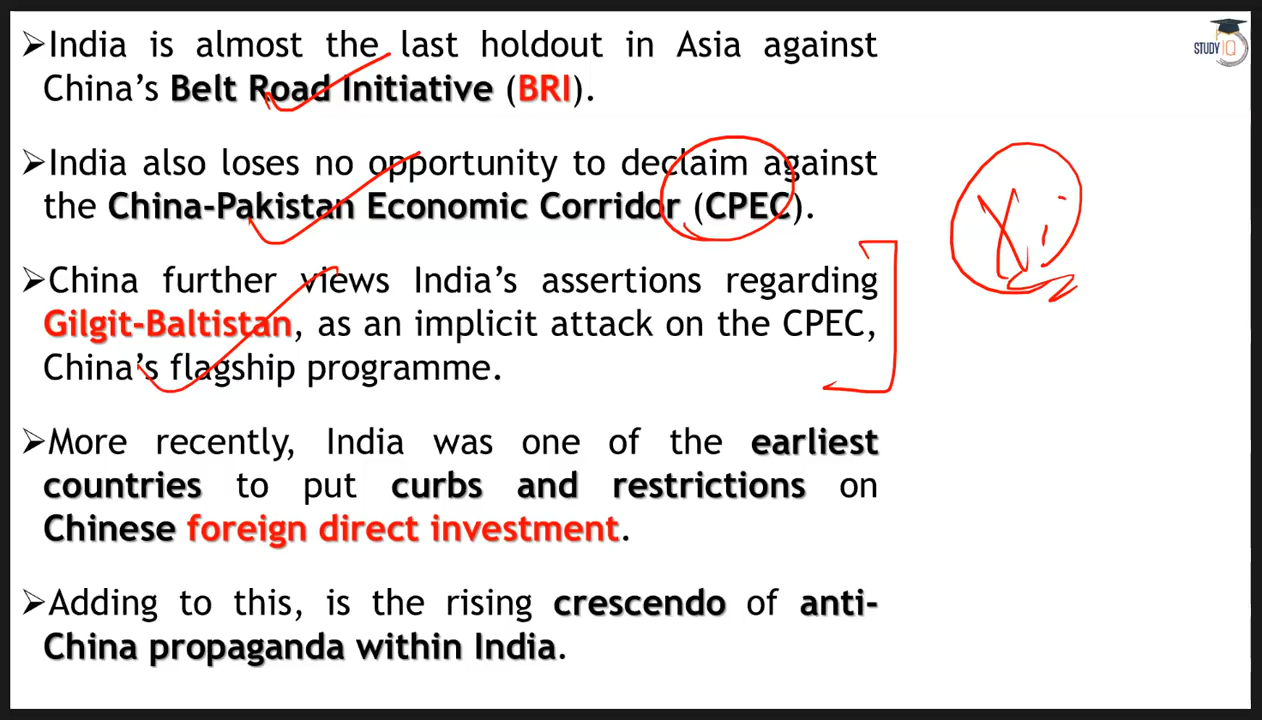 ➢India is almost the last holdout in Asia against
China's Belt Road Initiative (BRI).
➢India also loses no opportunity to declaim against
the China-Pakistan Economic Corridor (CPEC).
➢China further views India's assertions regarding
Gilgit-Baltistan, as an implicit attack on the CPEC,
China's flagship programme.
➢More recently, India was one of the earliest
countries to put curbs and restrictions on
Chinese foreign direct investment.
➢Adding to this, is the rising crescendo of anti-
China propaganda within India.
STUDY IQ
Xi